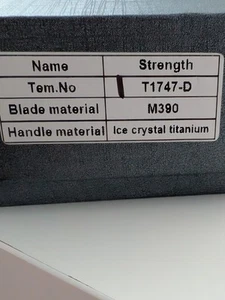 Name Strength
Tem.No T1747-D
Blade material M390
Handle material Ice crystal titanium